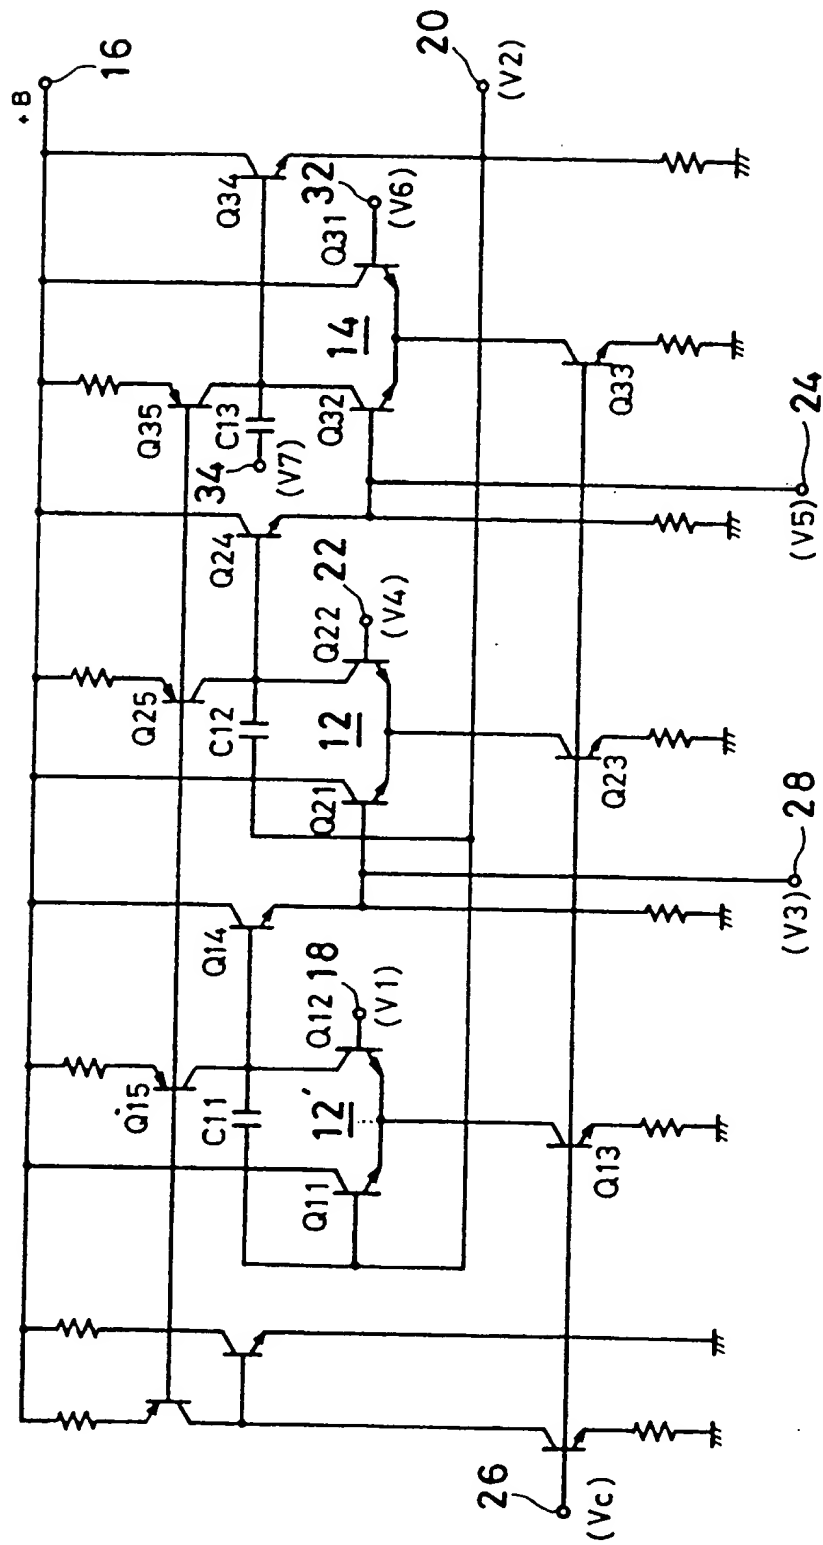 +B
16
20
(V2)
Q34
32
(V6)
Q31
14
Q35
C13
Q32
34
(V7)
Q33
24
(V5)
Q24
22
(V4)
Q22
Q25
C12
12
Q21
Q23
28
(V3)
Q14
18
(V1)
Q12
Q15
C11
12'
Q11
Q13
26
(Vc)